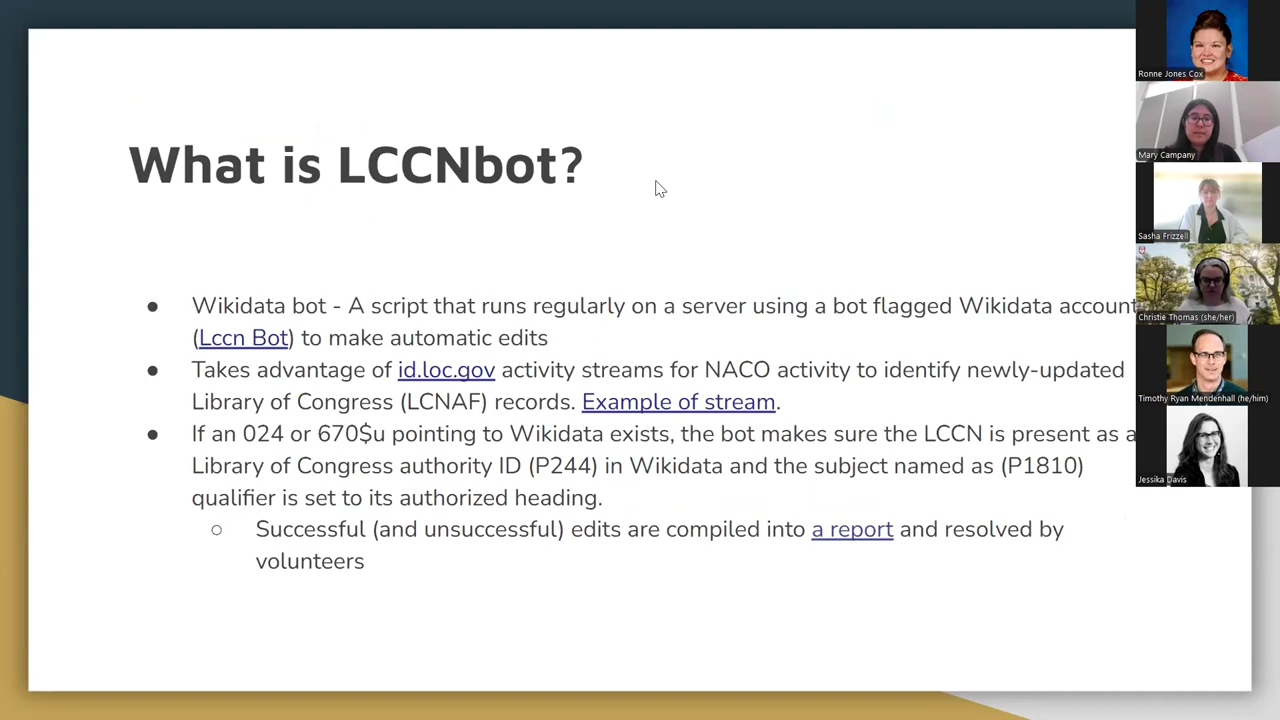 What is LCCNbot?
● Wikidata bot - A script that runs regularly on a server using a bot flagged Wikidata account
(Lccn Bot) to make automatic edits
● Takes advantage of id.loc.gov activity streams for NACO activity to identify newly-updated
Library of Congress (LCNAF) records. Example of stream.
● If an 024 or 670$u pointing to Wikidata exists, the bot makes sure the LCCN is present as a
Library of Congress authority ID (P244) in Wikidata and the subject named as (P1810)
qualifier is set to its authorized heading.
○ Successful (and unsuccessful) edits are compiled into a report and resolved by
volunteers
Ronne Jones Cox
Mary Campany
Sasha Frizzell
Christie Thomas (she/her)
Timothy Ryan Mendenhall (he/him)
Jessika Davis